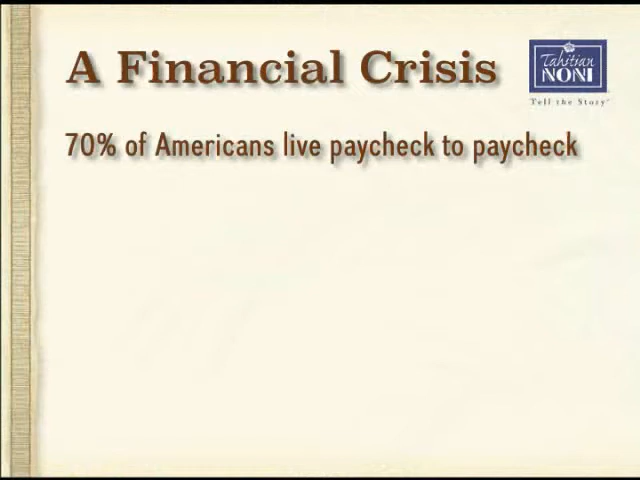 A Financial Crisis
Tahitian
NONI
Tell the Story
70% of Americans live paycheck to paycheck